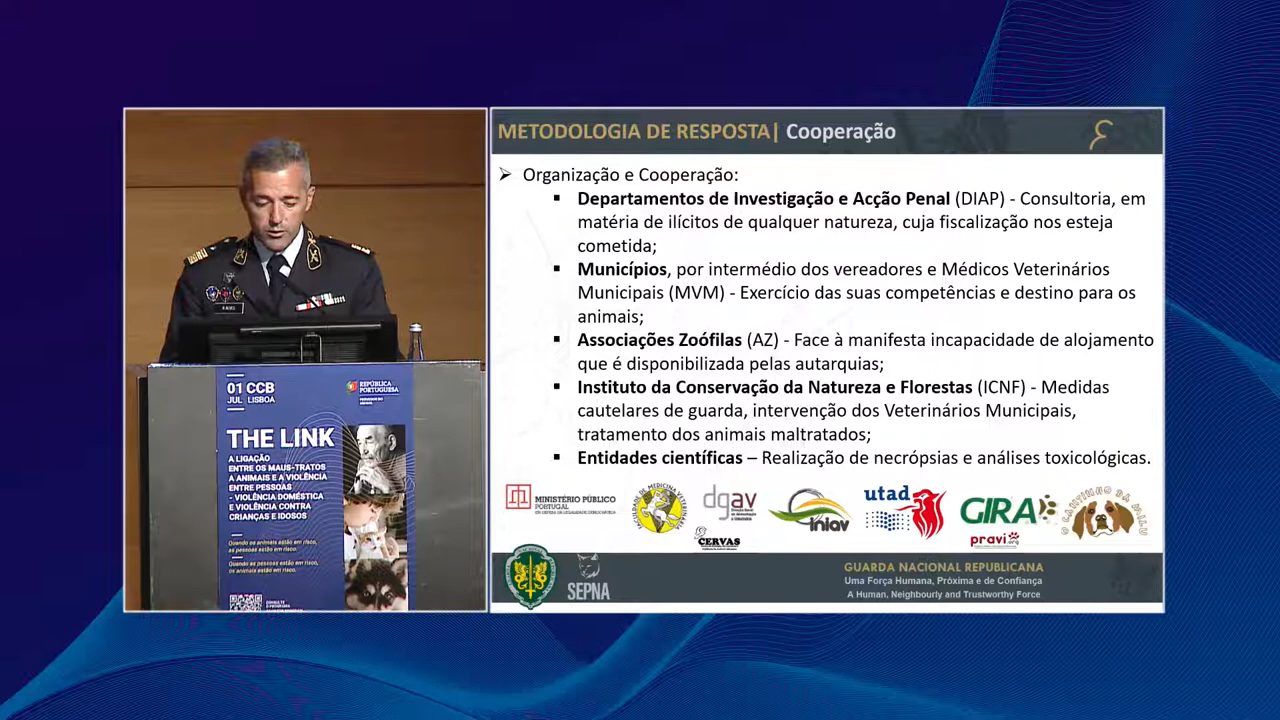 METODOLOGIA DE RESPOSTA| Cooperação
Organização e Cooperação:
Departamentos de Investigação e Acção Penal (DIAP) - Consultoria, em
matéria de ilícitos de qualquer natureza, cuja fiscalização nos esteja
cometida;
Municípios, por intermédio dos vereadores e Médicos Veterinários
Municipais (MVM) - Exercício das suas competências e destino para os
animais;
Associações Zoófilas (AZ) - Face à manifesta incapacidade de alojamento
que é disponibilizada pelas autarquias;
Instituto da Conservação da Natureza e Florestas (ICNF) - Medidas
cautelares de guarda, intervenção dos Veterinários Municipais,
tratamento dos animais maltratados;
Entidades científicas – Realização de necrópsias e análises toxicológicas.
MINISTÉRIO PÚBLICO
PORTUGAL
dgav
CERVAS
iniav
utad
GIRA
pravi.org
O CANTINHO DA MILU
SEPNA
GUARDA NACIONAL REPUBLICANA
Uma Força Humana, Próxima e de Confiança
A Human, Neighbourly and Trustworthy Force
01 CCB
JUL LISBOA
REPÚBLICA
PORTUGUESA
THE LINK
A LIGAÇÃO
ENTRE OS MAUS-TRATOS
A ANIMAIS E A VIOLÊNCIA
ENTRE PESSOAS
- VIOLÊNCIA DOMÉSTICA
E VIOLÊNCIA CONTRA
CRIANÇAS E IDOSOS
Quando os animais estão em risco,
as pessoas estão em risco.
Quando as pessoas estão em risco,
os animais estão em risco.